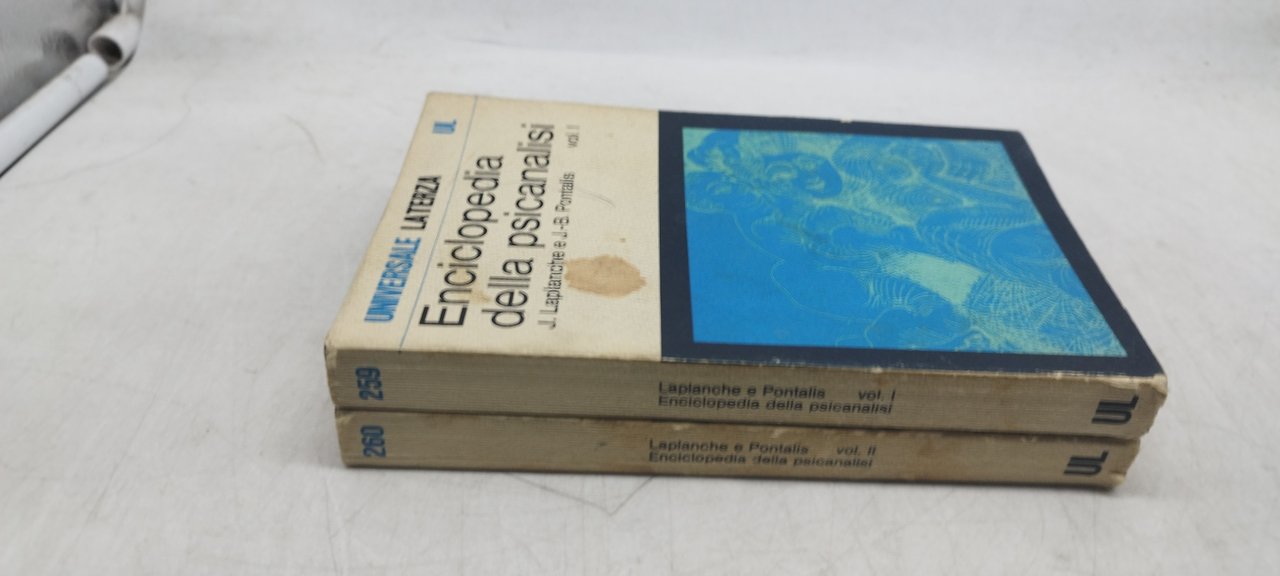 UNIVERSALE LATERZA UL
Enciclopedia
della psicanalisi
J. Laplanche e J.-B. Pontalis vol. I
259
Laplanche e Pontalis vol. I
Enciclopedia della psicanalisi
UL
260
Laplanche e Pontalis vol. II
Enciclopedia della psicanalisi
UL